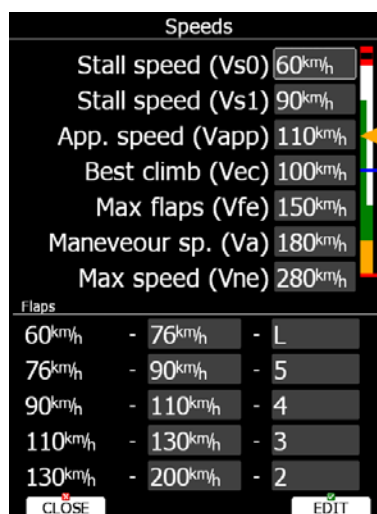 Speeds
Stall speed (Vs0) 60km/h
Stall speed (Vs1) 90km/h
App. speed (Vapp) 110km/h
Best climb (Vec) 100km/h
Max flaps (Vfe) 150km/h
Maneveour sp. (Va) 180km/h
Max speed (Vne) 280km/h
Flaps
60km/h - 76km/h - L
76km/h - 90km/h - 5
90km/h - 110km/h - 4
110km/h - 130km/h - 3
130km/h - 200km/h - 2
CLOSE EDIT